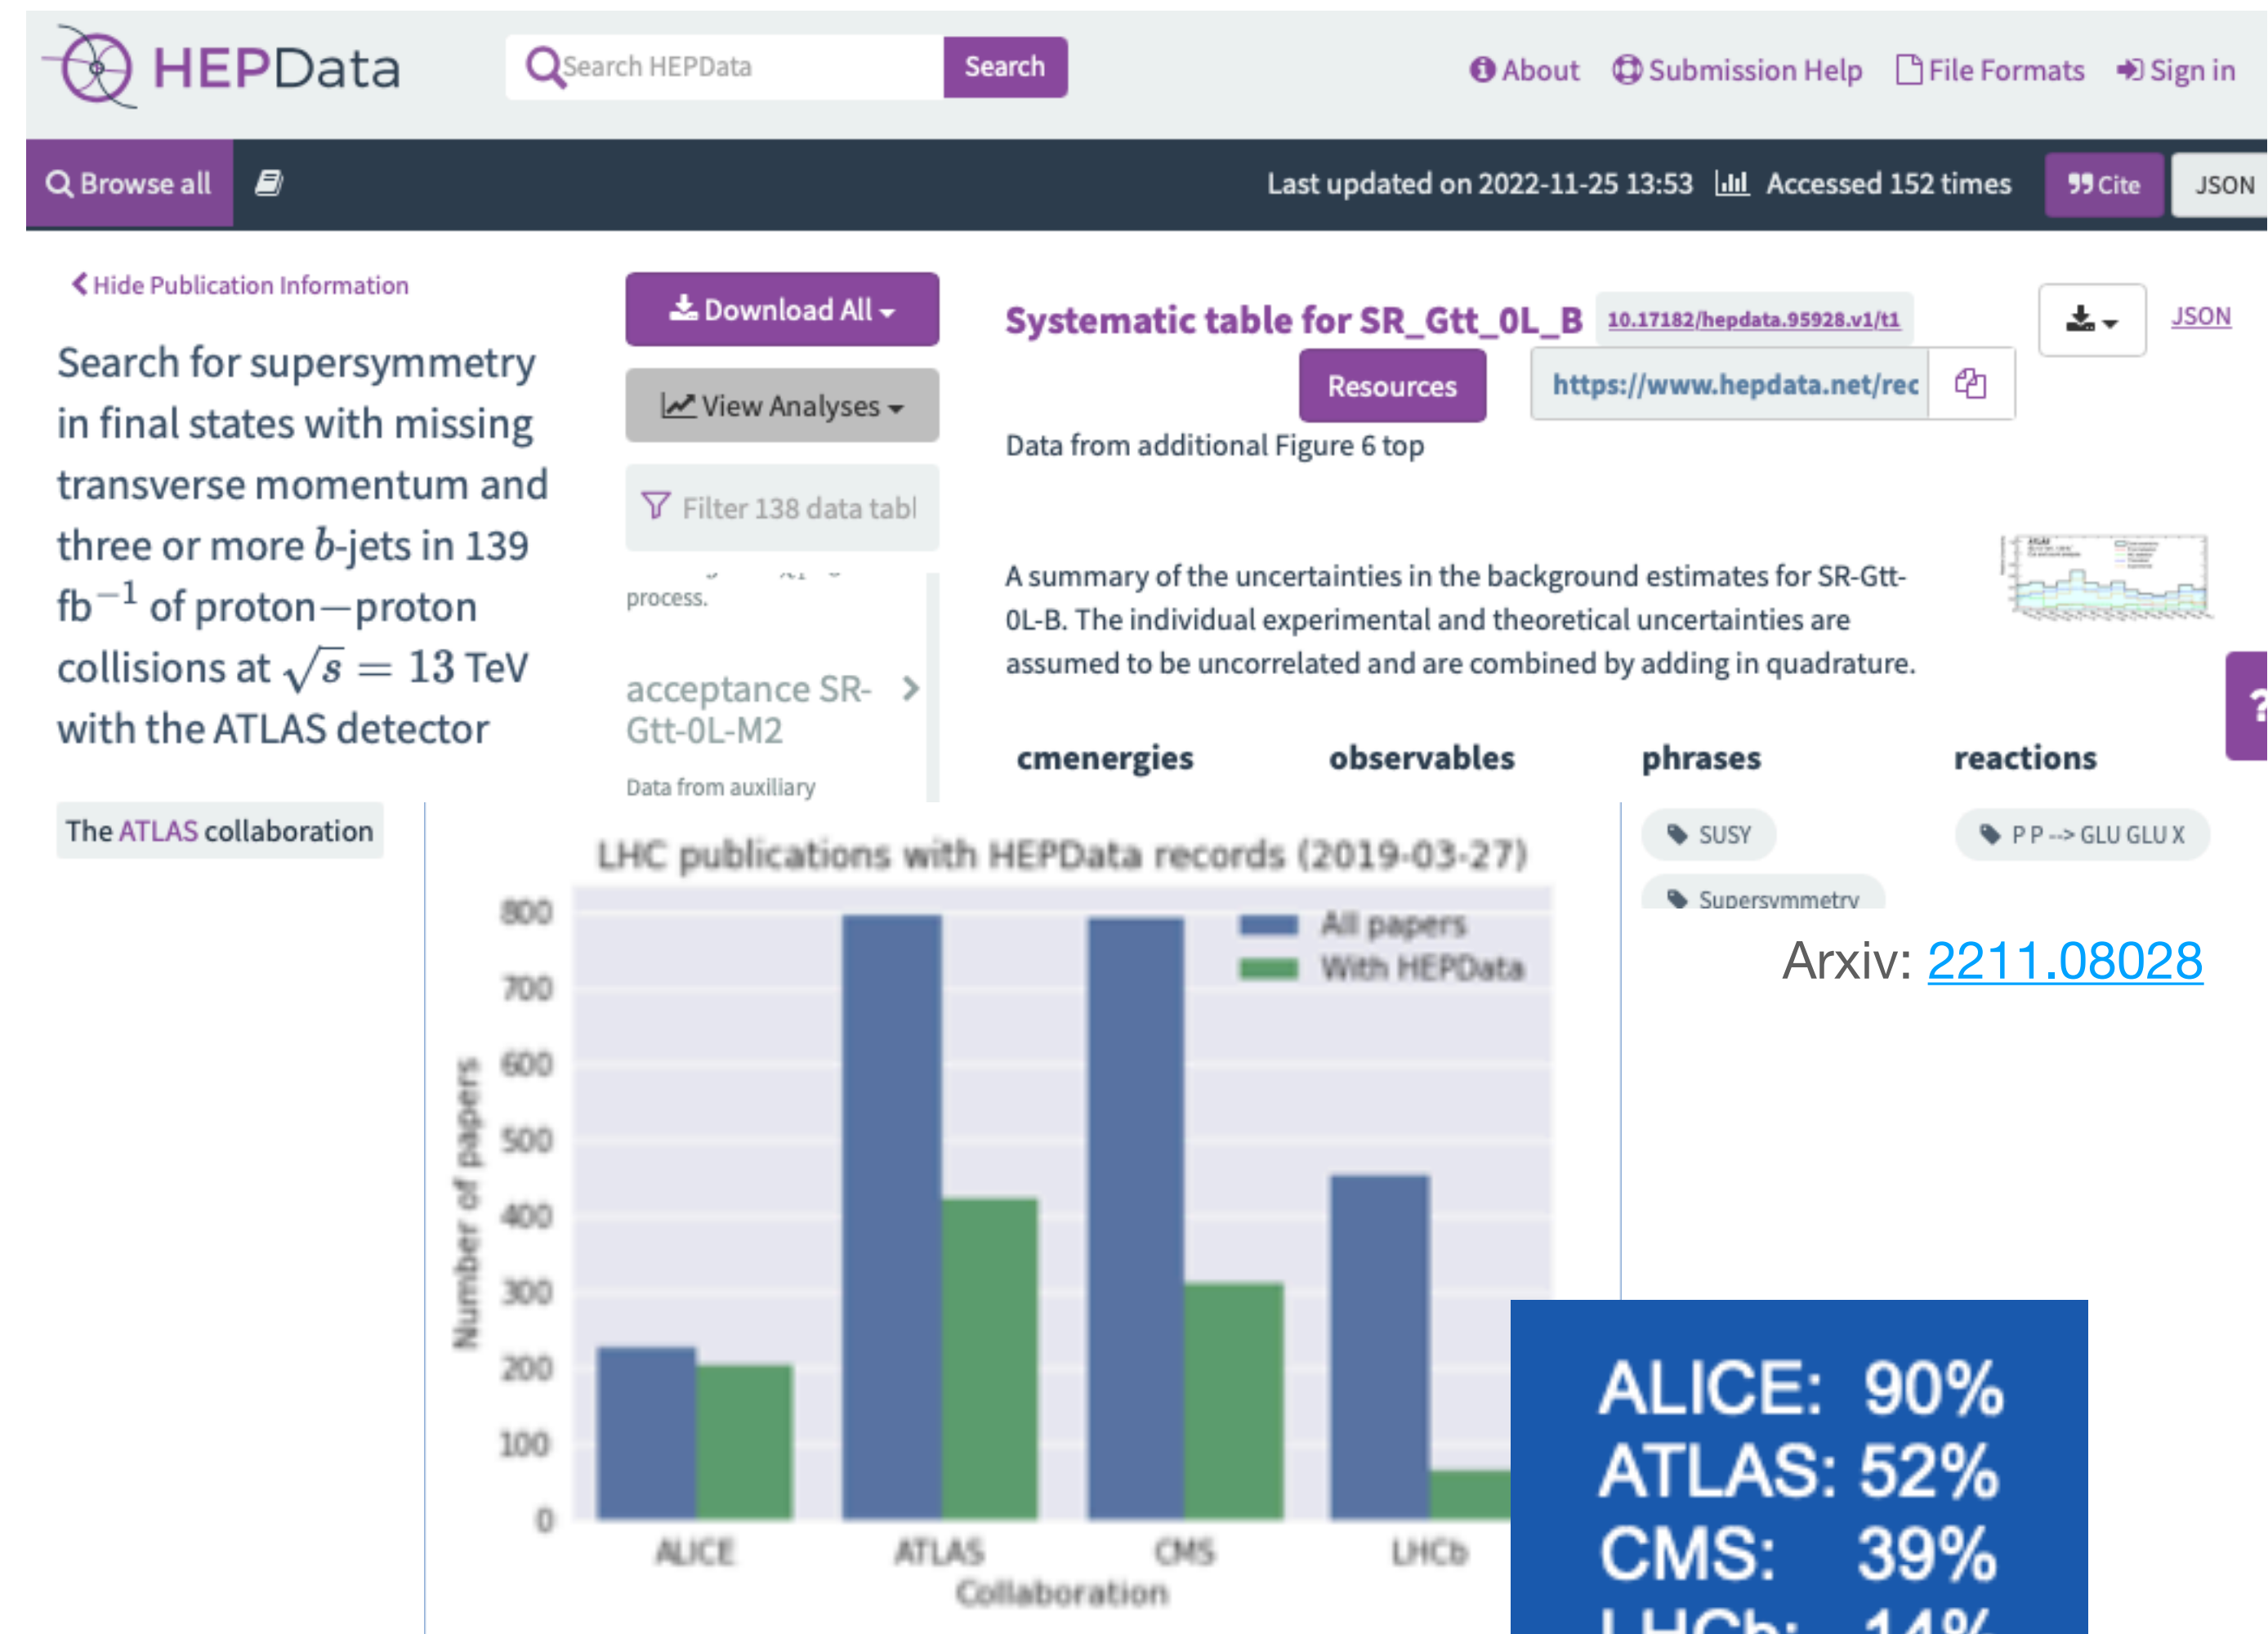 HEPData
Search HEPData
Search
About
Submission Help
File Formats
Sign in
Browse all
Last updated on 2022-11-25 13:53
Accessed 152 times
Cite
JSON
Hide Publication Information
Search for supersymmetry
in final states with missing
transverse momentum and
three or more b-jets in 139
fb⁻¹ of proton—proton
collisions at √s = 13 TeV
with the ATLAS detector
The ATLAS collaboration
Download All
View Analyses
Filter 138 data tabl
process.
acceptance SR-
Gtt-0L-M2
Data from auxiliary
Systematic table for SR_Gtt_0L_B
10.17182/hepdata.95928.v1/t1
JSON
Resources
https://www.hepdata.net/rec
Data from additional Figure 6 top
A summary of the uncertainties in the background estimates for SR-Gtt-
0L-B. The individual experimental and theoretical uncertainties are
assumed to be uncorrelated and are combined by adding in quadrature.
?
cmenergies
observables
phrases
reactions
SUSY
P P --> GLU GLU X
Supersymmetry
Arxiv: 2211.08028
LHC publications with HEPData records (2019-03-27)
All papers
With HEPData
Number of papers
800
700
600
500
400
300
200
100
0
ALICE
ATLAS
CMS
LHCb
Collaboration
ALICE: 90%
ATLAS: 52%
CMS: 39%
LHCb: 14%